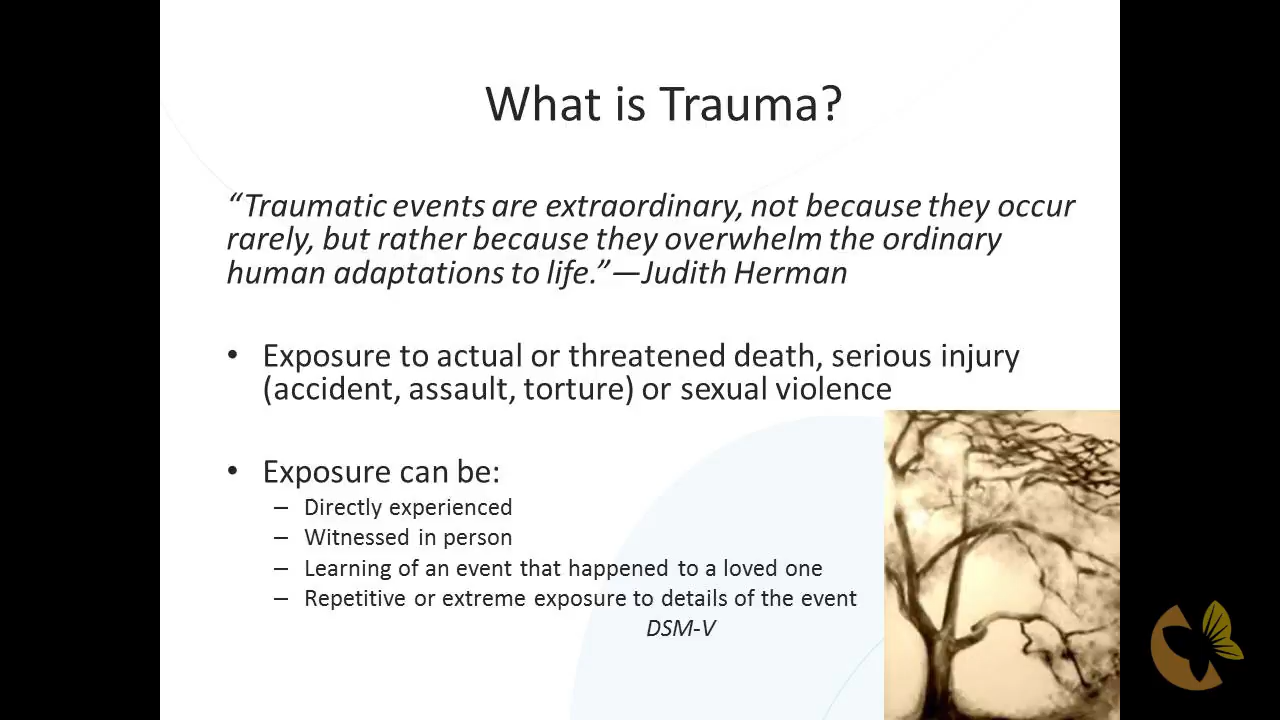 What is Trauma?
“Traumatic events are extraordinary, not because they occur
rarely, but rather because they overwhelm the ordinary
human adaptations to life.”—Judith Herman
• Exposure to actual or threatened death, serious injury
(accident, assault, torture) or sexual violence
• Exposure can be:
– Directly experienced
– Witnessed in person
– Learning of an event that happened to a loved one
– Repetitive or extreme exposure to details of the event
DSM-V